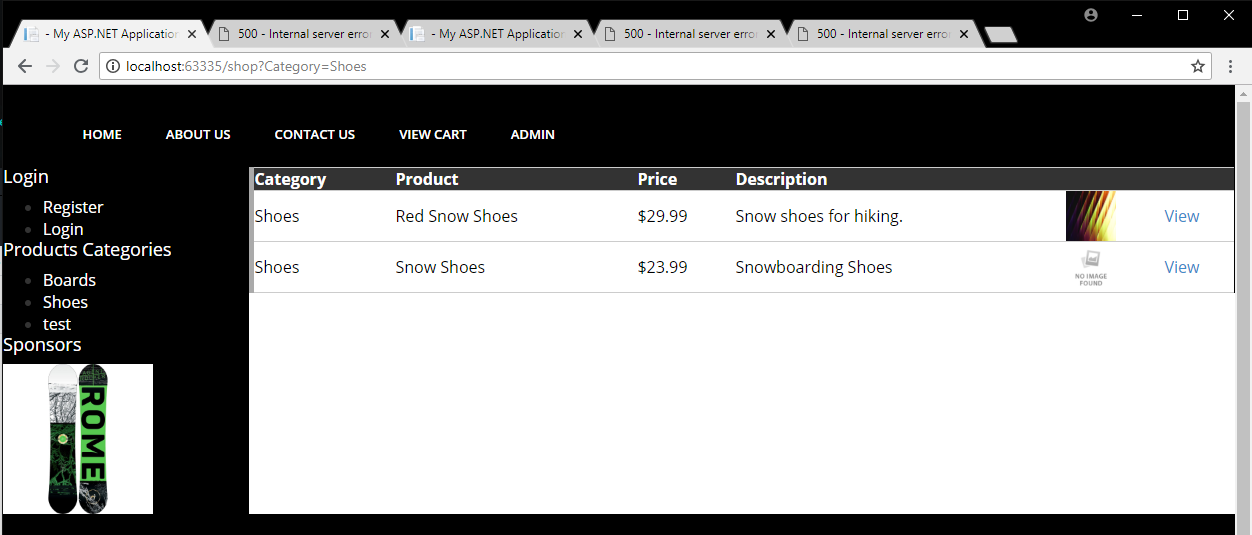 - My ASP.NET Application
500 - Internal server erro
- My ASP.NET Application
500 - Internal server erro
500 - Internal server erro
localhost:63335/shop?Category=Shoes
HOME ABOUT US CONTACT US VIEW CART ADMIN
Login
Register
Login
Products Categories
Boards
Shoes
test
Sponsors
ROME
Category Product Price Description
Shoes Red Snow Shoes $29.99 Snow shoes for hiking. View
Shoes Snow Shoes $23.99 Snowboarding Shoes NO IMAGE FOUND View